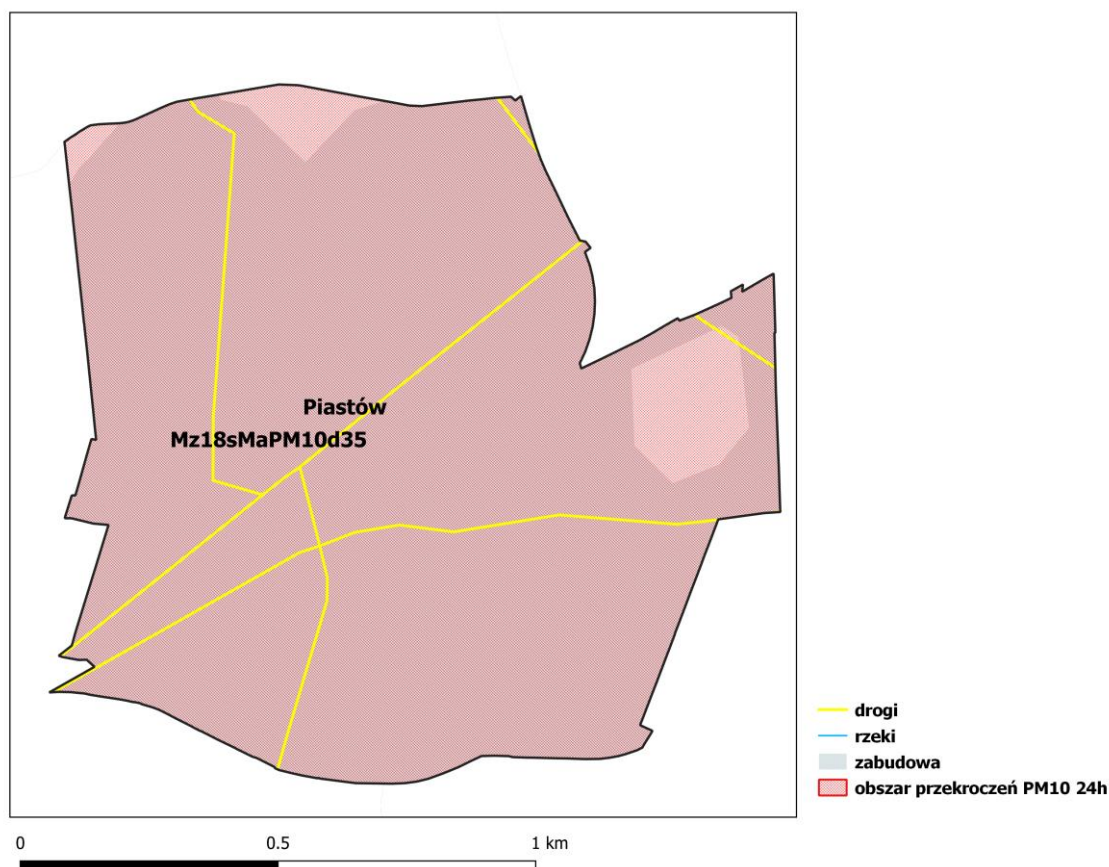 Piastów
Mz18sMaPM10d35
drogi
rzeki
zabudowa
obszar przekroczeń PM10 24h
0 0.5 1 km